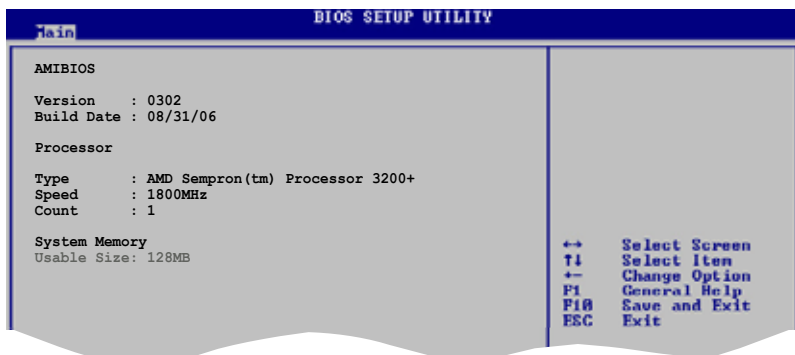 BIOS SETUP UTILITY
Main
AMIBIOS
Version : 0302
Build Date : 08/31/06
Processor
Type : AMD Sempron(tm) Processor 3200+
Speed : 1800MHz
Count : 1
System Memory
Usable Size: 128MB
←→ Select Screen
↑↓ Select Item
+- Change Option
F1 General Help
F10 Save and Exit
ESC Exit